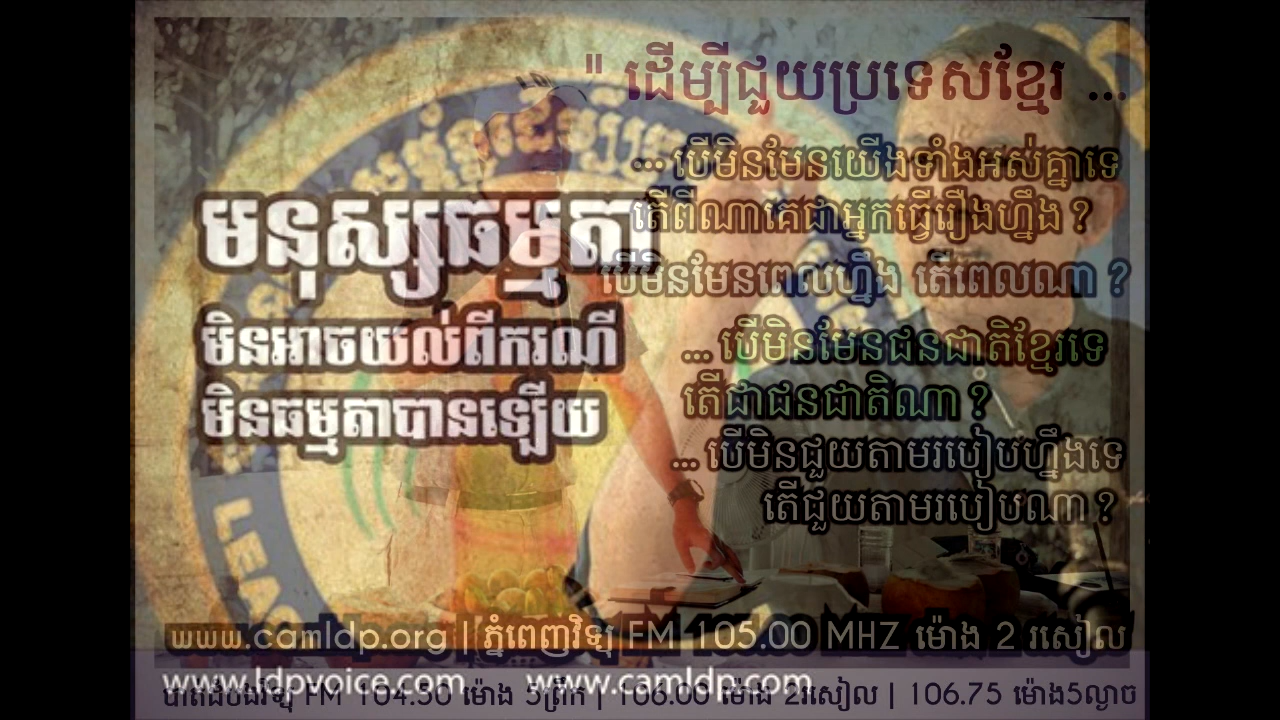 " ដើម្បីជួយប្រទេសខ្មែរ ...
... បើមិនមែនយើងទាំងអស់គ្នាទេ
តើពីណាគេជាអ្នកធ្វើរឿងហ្នឹង ?
បើមិនមែនពេលហ្នឹង តើពេលណា ?
... បើមិនមែនជនជាតិខ្មែរទេ
តើជាជនជាតិណា ?
... បើមិនជួយតាមរបៀបហ្នឹងទេ
តើជួយតាមរបៀបណា ?
មនុស្សធម្មតា
មិនអាចយល់ពីករណី
មិនធម្មតាបានឡើយ
LEAG
www.camldp.org | ភ្នំពេញវិទ្យុ FM 105.00 MHZ ម៉ោង 2 រសៀល
www.ldpvoice.com www.camldp.com
វិទ្យុ FM 104.50 ម៉ោង 5ព្រឹក | 106.00 ម៉ោង 2រសៀល | 106.75 ម៉ោង5ល្ងាច